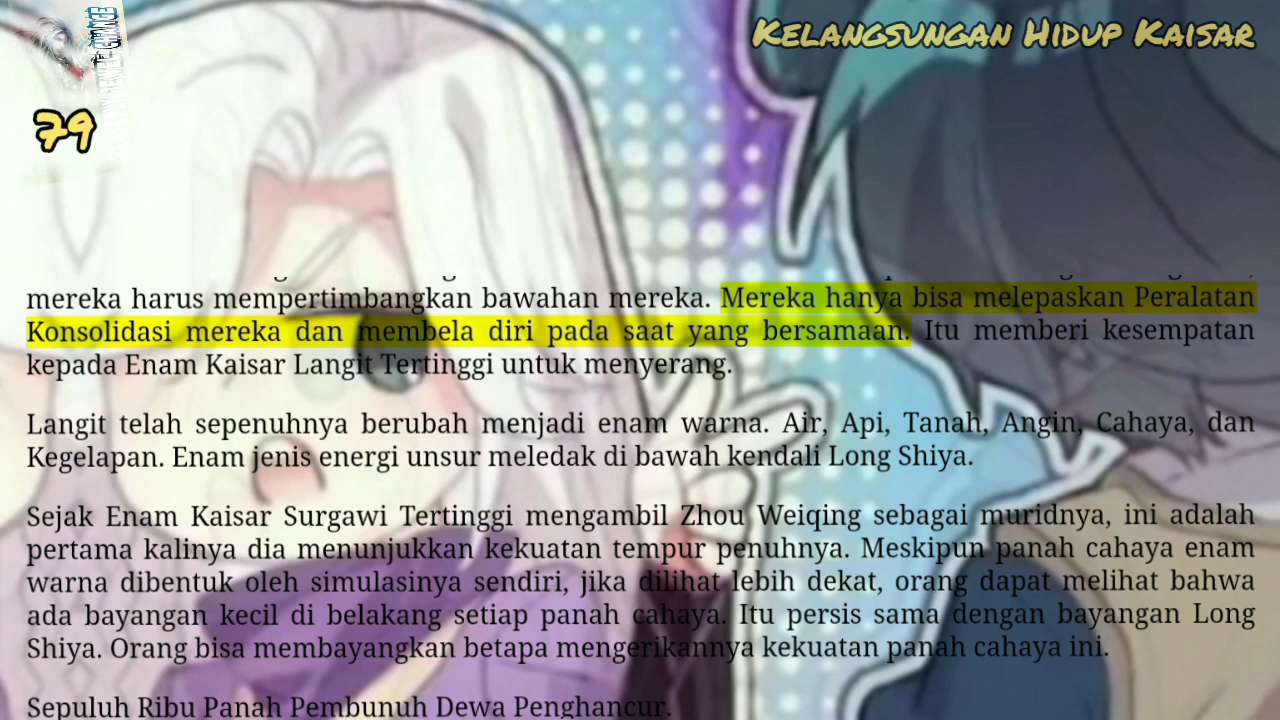 Kelangsungan Hidup Kaisar
79
mereka harus mempertimbangkan bawahan mereka. Mereka hanya bisa melepaskan Peralatan
Konsolidasi mereka dan membela diri pada saat yang bersamaan. Itu memberi kesempatan
kepada Enam Kaisar Langit Tertinggi untuk menyerang.
Langit telah sepenuhnya berubah menjadi enam warna. Air, Api, Tanah, Angin, Cahaya, dan
Kegelapan. Enam jenis energi unsur meledak di bawah kendali Long Shiya.
Sejak Enam Kaisar Surgawi Tertinggi mengambil Zhou Weiqing sebagai muridnya, ini adalah
pertama kalinya dia menunjukkan kekuatan tempur penuhnya. Meskipun panah cahaya enam
warna dibentuk oleh simulasinya sendiri, jika dilihat lebih dekat, orang dapat melihat bahwa
ada bayangan kecil di belakang setiap panah cahaya. Itu persis sama dengan bayangan Long
Shiya. Orang bisa membayangkan betapa mengerikannya kekuatan panah cahaya ini.
Sepuluh Ribu Panah Pembunuh Dewa Penghancur.